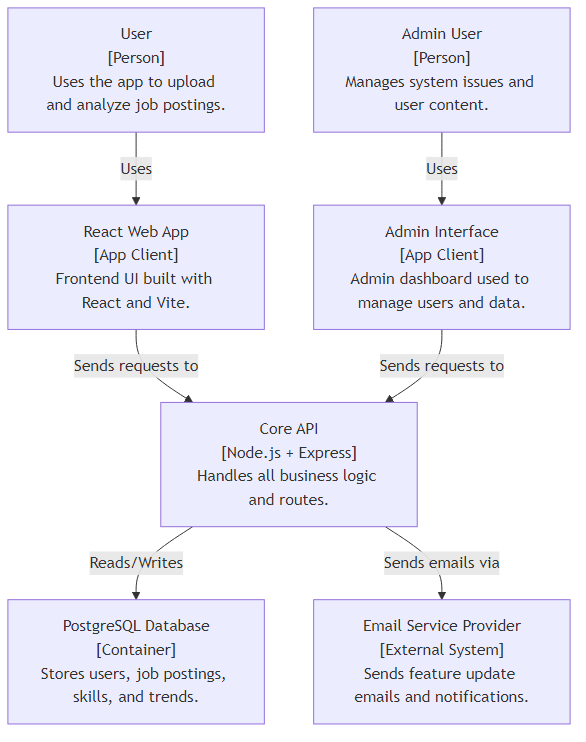 User
[Person]
Uses the app to upload
and analyze job postings.
Admin User
[Person]
Manages system issues and
user content.
Uses
Uses
React Web App
[App Client]
Frontend UI built with
React and Vite.
Admin Interface
[App Client]
Admin dashboard used to
manage users and data.
Sends requests to
Sends requests to
Core API
[Node.js + Express]
Handles all business logic
and routes.
Reads/Writes
Sends emails via
PostgreSQL Database
[Container]
Stores users, job postings,
skills, and trends.
Email Service Provider
[External System]
Sends feature update
emails and notifications.